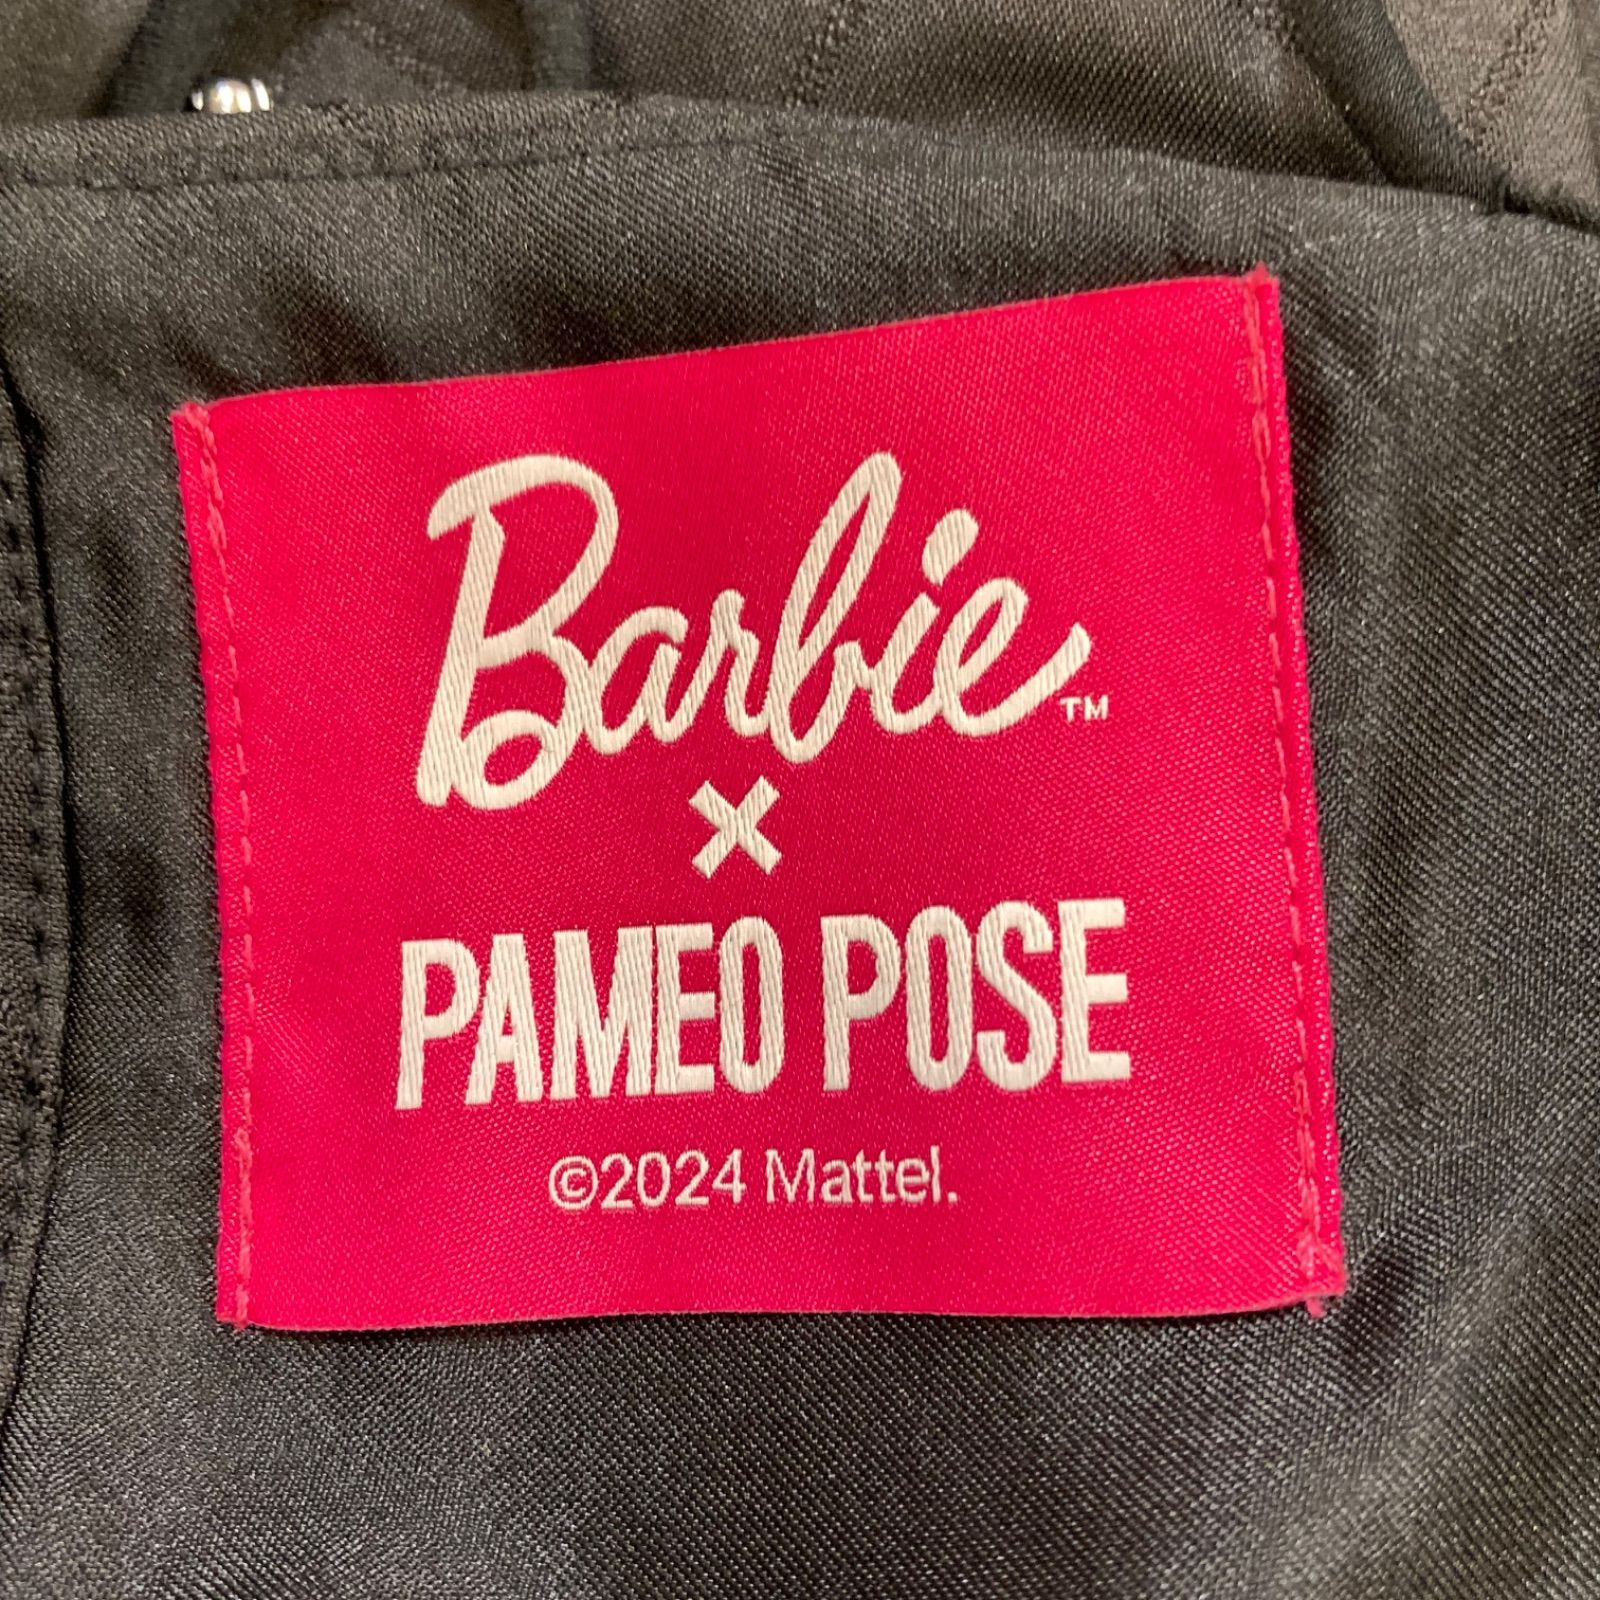 Barbie™
×
PAMEO POSE
©2024 Mattel.